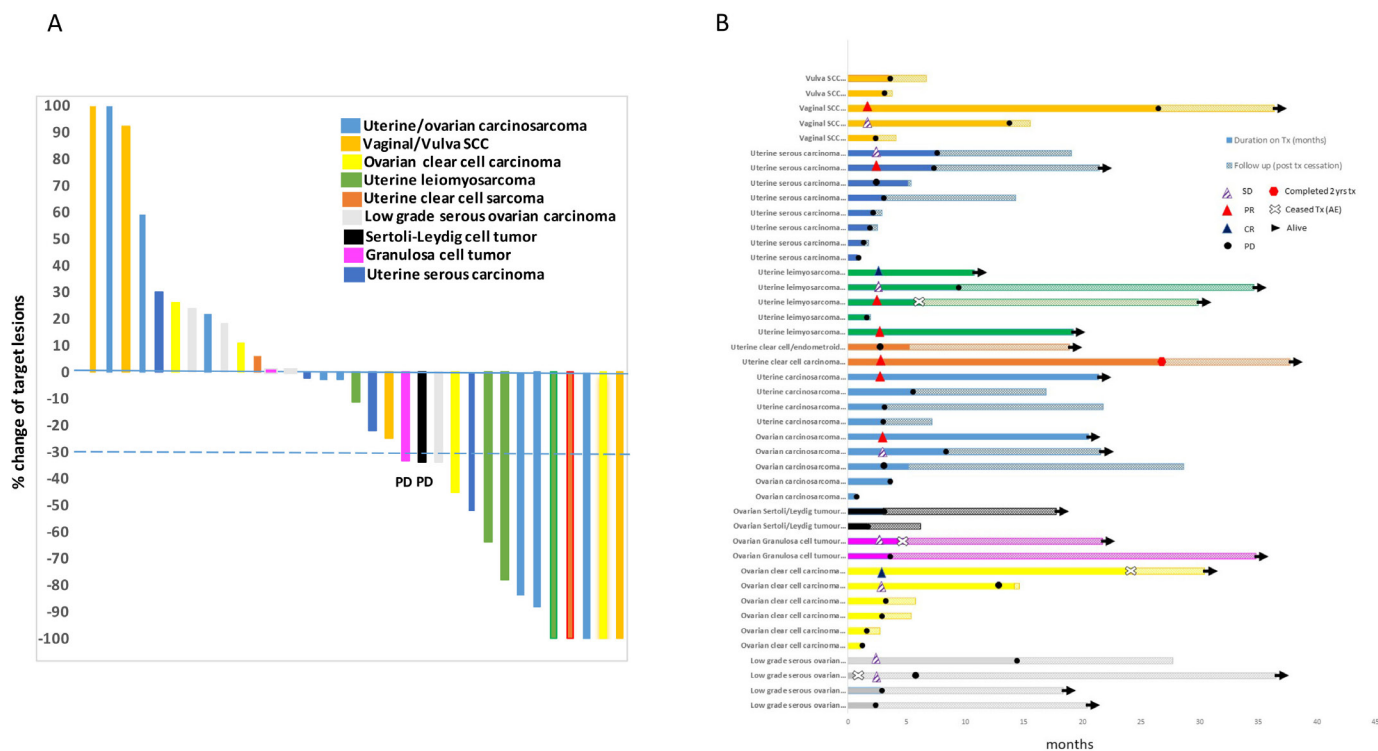 A
% change of target lesions
100
90
80
70
60
50
40
30
20
10
0
-10
-20
-30
-40
-50
-60
-70
-80
-90
-100
Uterine/ovarian carcinosarcoma
Vaginal/Vulva SCC
Ovarian clear cell carcinoma
Uterine leiomyosarcoma
Uterine clear cell sarcoma
Low grade serous ovarian carcinoma
Sertoli-Leydig cell tumor
Granulosa cell tumor
Uterine serous carcinoma
PD PD
B
Vulva SCC...
Vulva SCC...
Vaginal SCC...
Vaginal SCC...
Vaginal SCC...
Uterine serous carcinoma...
Uterine serous carcinoma...
Uterine serous carcinoma...
Uterine serous carcinoma...
Uterine serous carcinoma...
Uterine serous carcinoma...
Uterine serous carcinoma...
Uterine serous carcinoma...
Uterine leimyosarcoma...
Uterine leimyosarcoma...
Uterine leimyosarcoma...
Uterine leimyosarcoma...
Uterine leimyosarcoma...
Uterine clear cell/endometroid...
Uterine clear cell carcinoma...
Uterine carcinosarcoma...
Uterine carcinosarcoma...
Uterine carcinosarcoma...
Uterine carcinosarcoma...
Ovarian carcinosarcoma...
Ovarian carcinosarcoma...
Ovarian carcinosarcoma...
Ovarian carcinosarcoma...
Ovarian carcinosarcoma...
Ovarian Sertoli/Leydig tumour...
Ovarian Sertoli/Leydig tumour...
Ovarian Granulosa cell tumour...
Ovarian Granulosa cell tumour...
Ovarian clear cell carcinoma...
Ovarian clear cell carcinoma...
Ovarian clear cell carcinoma...
Ovarian clear cell carcinoma...
Ovarian clear cell carcinoma...
Ovarian clear cell carcinoma...
Low grade serous ovarian...
Low grade serous ovarian...
Low grade serous ovarian...
Low grade serous ovarian...
Duration on Tx (months)
Follow up (post tx cessation)
SD Completed 2 yrs tx
PR Ceased Tx (AE)
CR Alive
PD
0 5 10 15 20 25 30 35 40 45
months